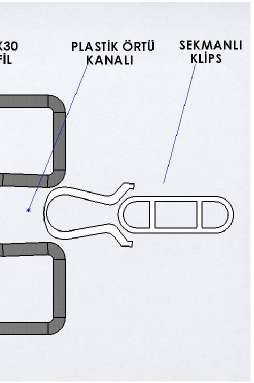 X30
FİL
PLASTİK ÖRTÜ
KANALI
SEKMANLI
KLİPS